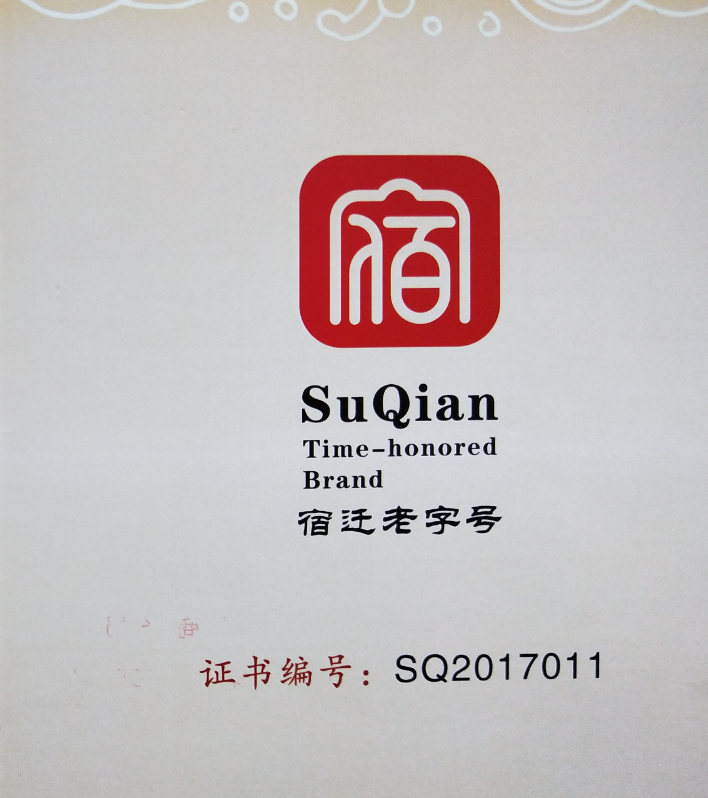 宿
SuQian
Time-honored
Brand
宿迁老字号
证书编号：SQ2017011